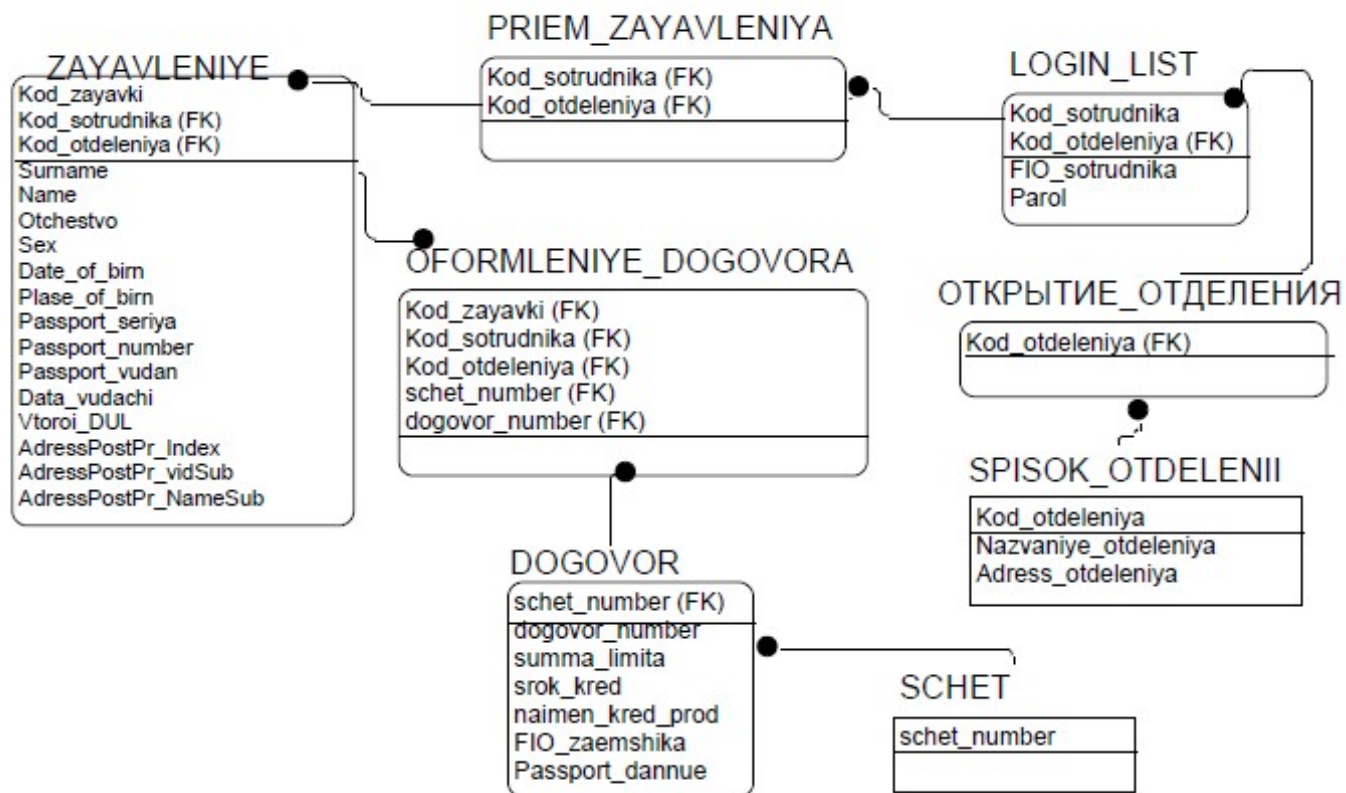 PRIEM_ZAYAVLENIYA
Kod_sotrudnika (FK)
Kod_otdeleniya (FK)
ZAYAVLENIYE
Kod_zayavki
Kod_sotrudnika (FK)
Kod_otdeleniya (FK)
Surname
Name
Otchestvo
Sex
Date_of_birn
Plase_of_birn
Passport_seriya
Passport_number
Passport_vudan
Data_vudachi
Vtoroi_DUL
AdressPostPr_Index
AdressPostPr_vidSub
AdressPostPr_NameSub
LOGIN_LIST
Kod_sotrudnika
Kod_otdeleniya (FK)
FIO_sotrudnika
Parol
OFORMLENIYE_DOGOVORA
Kod_zayavki (FK)
Kod_sotrudnika (FK)
Kod_otdeleniya (FK)
schet_number (FK)
dogovor_number (FK)
ОТКРЫТИЕ_ОТДЕЛЕНИЯ
Kod_otdeleniya (FK)
SPISOK_OTDELENII
Kod_otdeleniya
Nazvaniye_otdeleniya
Adress_otdeleniya
DOGOVOR
schet_number (FK)
dogovor_number
summa_limita
srok_kred
naimen_kred_prod
FIO_zaemshika
Passport_dannue
SCHET
schet_number